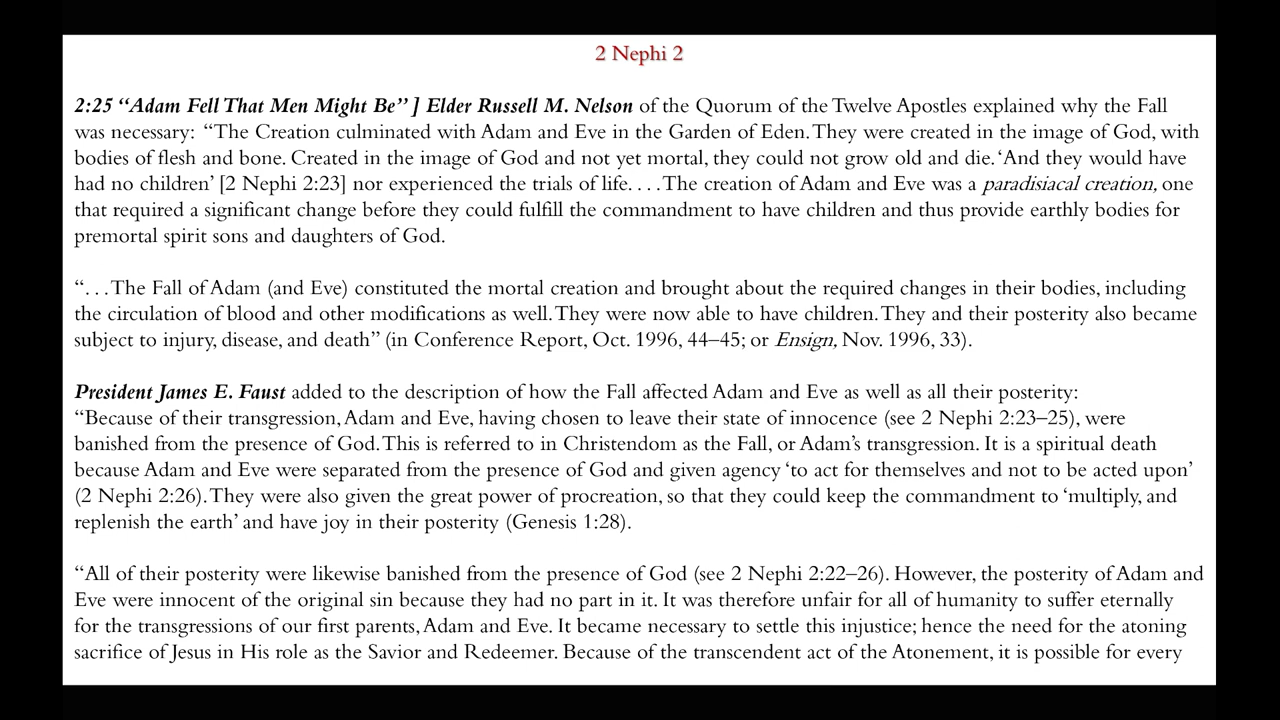 2 Nephi 2
2:25 “Adam Fell That Men Might Be” ] Elder Russell M. Nelson of the Quorum of the Twelve Apostles explained why the Fall
was necessary: “The Creation culminated with Adam and Eve in the Garden of Eden. They were created in the image of God, with
bodies of flesh and bone. Created in the image of God and not yet mortal, they could not grow old and die. ‘And they would have
had no children’ [2 Nephi 2:23] nor experienced the trials of life. . . . The creation of Adam and Eve was a paradisiacal creation, one
that required a significant change before they could fulfill the commandment to have children and thus provide earthly bodies for
premortal spirit sons and daughters of God.
“. . . The Fall of Adam (and Eve) constituted the mortal creation and brought about the required changes in their bodies, including
the circulation of blood and other modifications as well. They were now able to have children. They and their posterity also became
subject to injury, disease, and death” (in Conference Report, Oct. 1996, 44–45; or Ensign, Nov. 1996, 33).
President James E. Faust added to the description of how the Fall affected Adam and Eve as well as all their posterity:
“Because of their transgression, Adam and Eve, having chosen to leave their state of innocence (see 2 Nephi 2:23–25), were
banished from the presence of God. This is referred to in Christendom as the Fall, or Adam’s transgression. It is a spiritual death
because Adam and Eve were separated from the presence of God and given agency ‘to act for themselves and not to be acted upon’
(2 Nephi 2:26). They were also given the great power of procreation, so that they could keep the commandment to ‘multiply, and
replenish the earth’ and have joy in their posterity (Genesis 1:28).
“All of their posterity were likewise banished from the presence of God (see 2 Nephi 2:22–26). However, the posterity of Adam and
Eve were innocent of the original sin because they had no part in it. It was therefore unfair for all of humanity to suffer eternally
for the transgressions of our first parents, Adam and Eve. It became necessary to settle this injustice; hence the need for the atoning
sacrifice of Jesus in His role as the Savior and Redeemer. Because of the transcendent act of the Atonement, it is possible for every